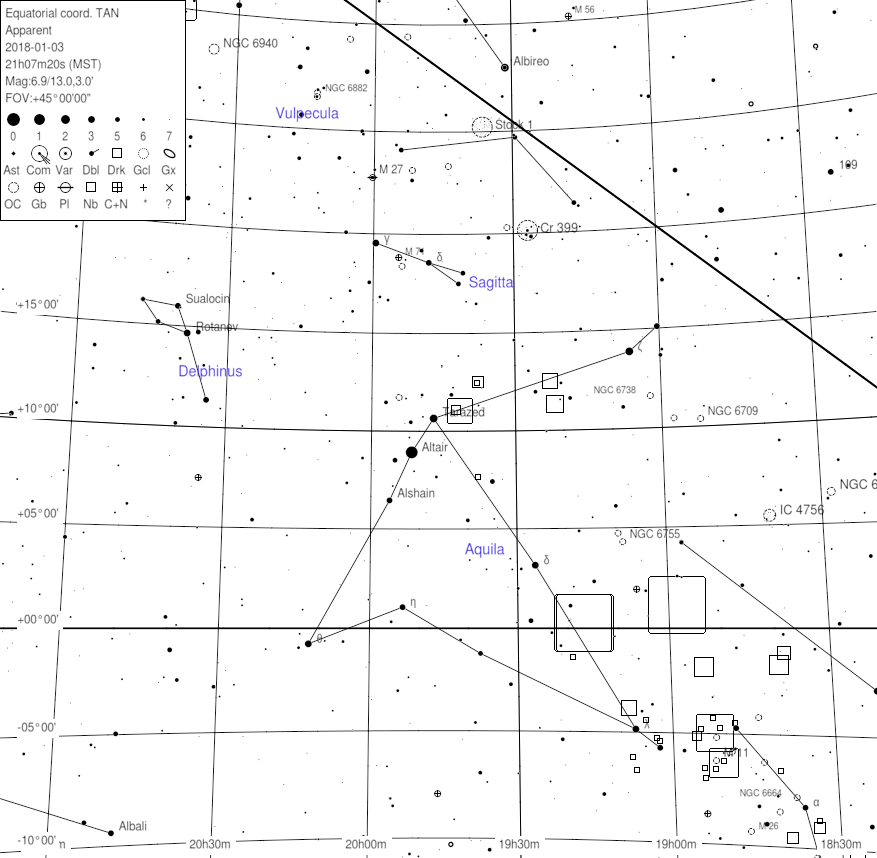 Equatorial coord. TAN
Apparent
2018-01-03
21h07m20s (MST)
Mag:6.9/13.0,3.0'
FOV:+45°00'00"
0 1 2 3 5 6 7
Ast Com Var Dbl Drk Gcl Gx
OC Gb Pl Nb C+N * ?
M 56
NGC 6940
Albireo
NGC 6882
Vulpecula
Stock 1
109
M 27
Cr 399
γ
M 71
δ
Sagitta
+15°00'
Sualocin
Rotanev
ζ
Delphinus
NGC 6738
+10°00'
Tarazed
NGC 6709
Altair
NGC 6
Alshain
+05°00'
IC 4756
NGC 6755
Aquila
δ
η
+00°00'
θ
-05°00'
λ
M 11
NGC 6664
α
Albali
M 26
-10°00'
20h30m
20h00m
19h30m
19h00m
18h30m